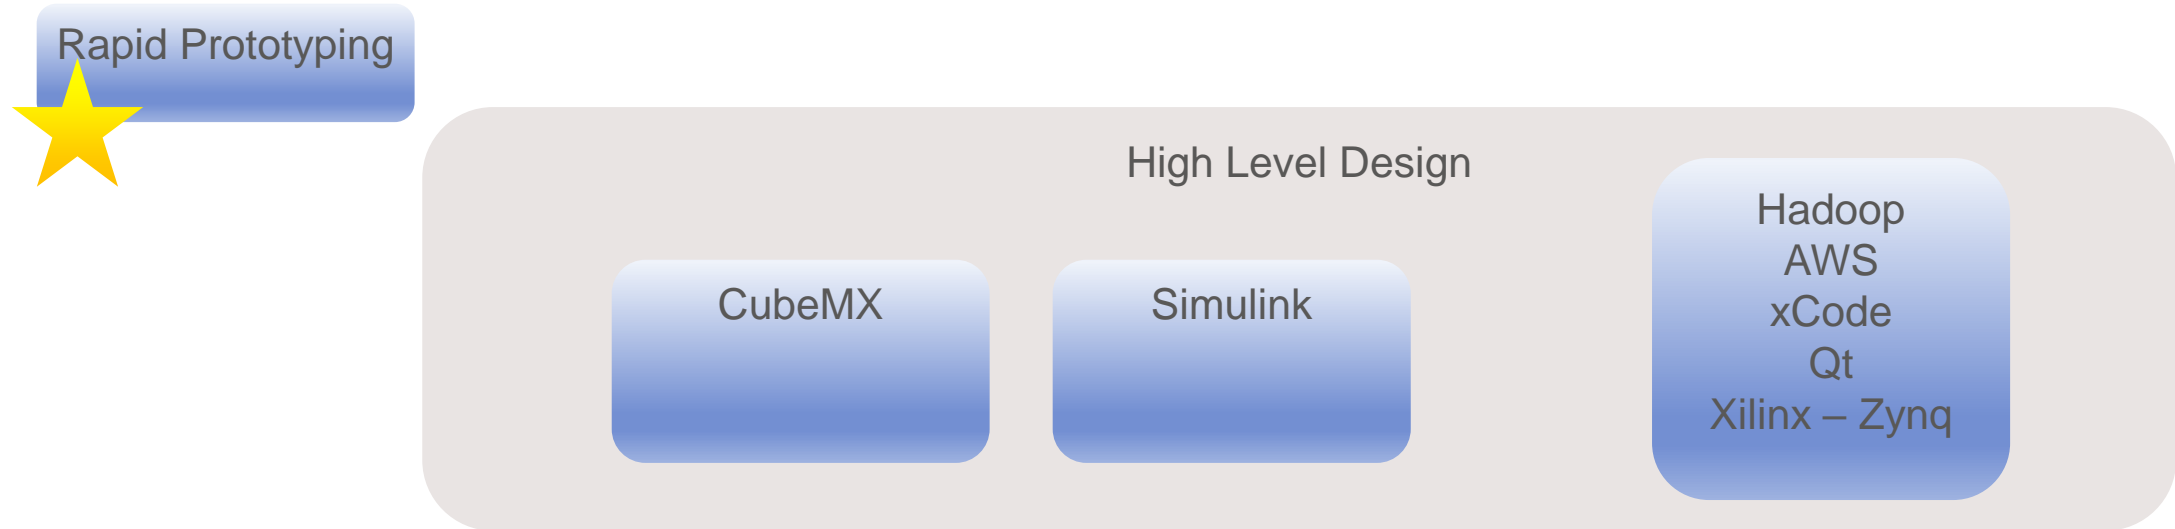 Rapid Prototyping
High Level Design
CubeMX
Simulink
Hadoop
AWS
xCode
Qt
Xilinx – Zynq